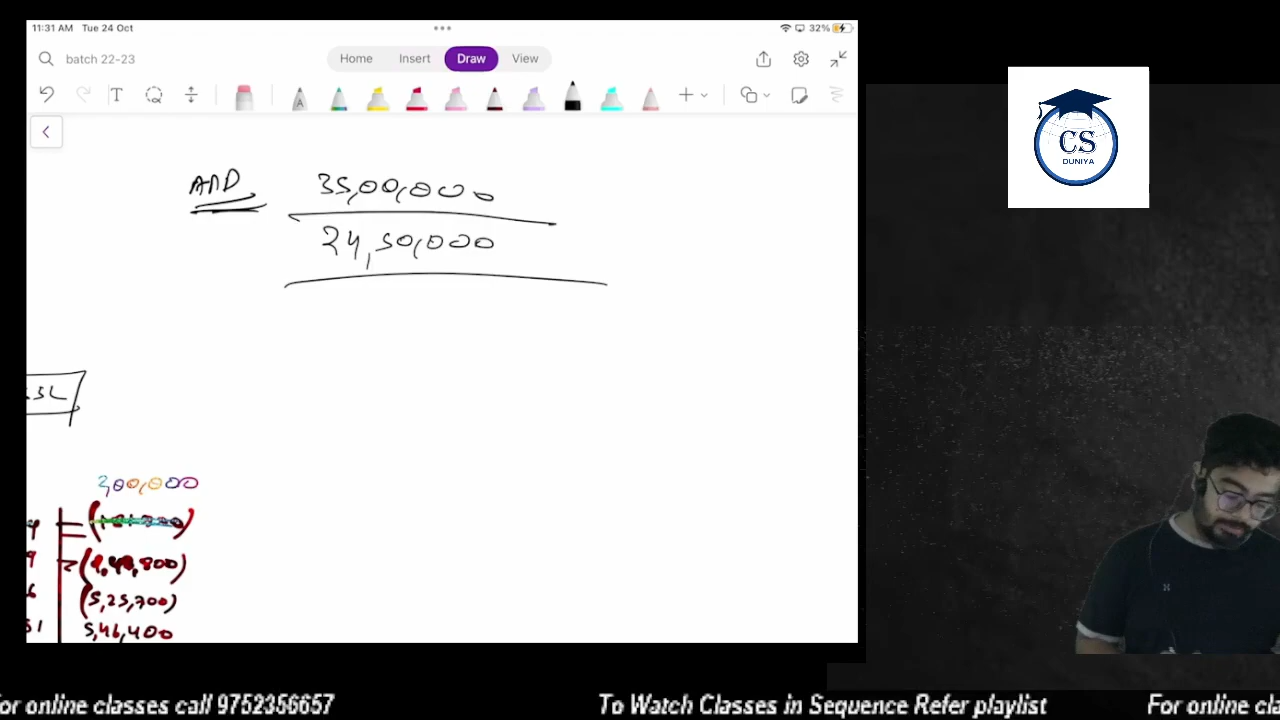 11:31 AM Tue 24 Oct
32%
batch 22-23
Home Insert Draw View
T
A
AND 35,00,000
24,50,000
2,00,000
(5,25,700)
5,46,400
CS
DUNIYA
or online classes call 9752356657 To Watch Classes in Sequence Refer playlist For online cla